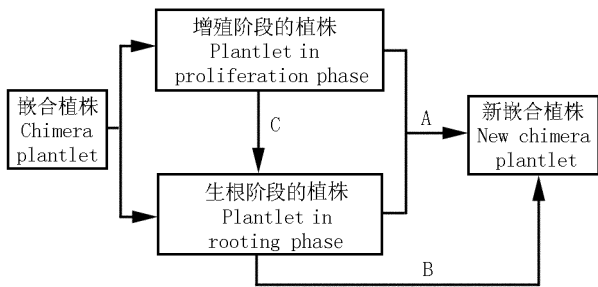 嵌合植株
Chimera
plantlet
增殖阶段的植株
Plantlet in
proliferation phase
C
生根阶段的植株
Plantlet in
rooting phase
A
B
新嵌合植株
New chimera
plantlet